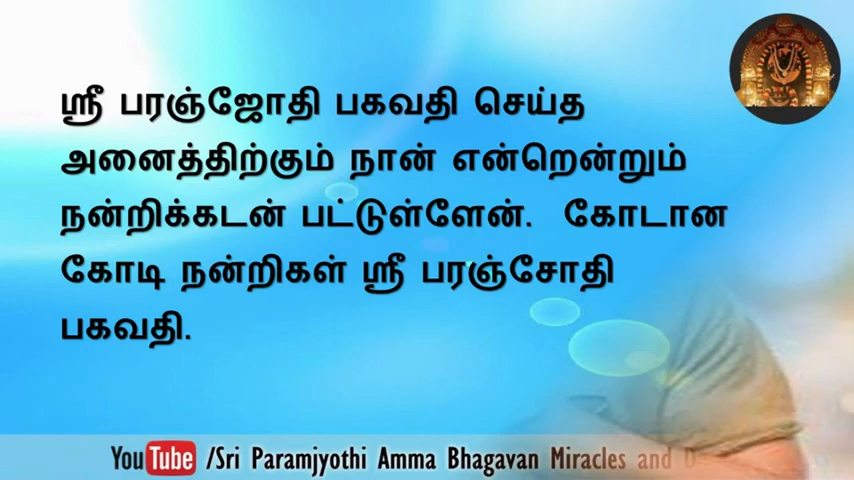 ஸ்ரீ பரஞ்ஜோதி பகவதி செய்த
அனைத்திற்கும் நான் என்றென்றும்
நன்றிக்கடன் பட்டுள்ளேன். கோடான
கோடி நன்றிகள் ஸ்ரீ பரஞ்சோதி
பகவதி.
YouTube /Sri Paramjyothi Amma Bhagavan Miracles and